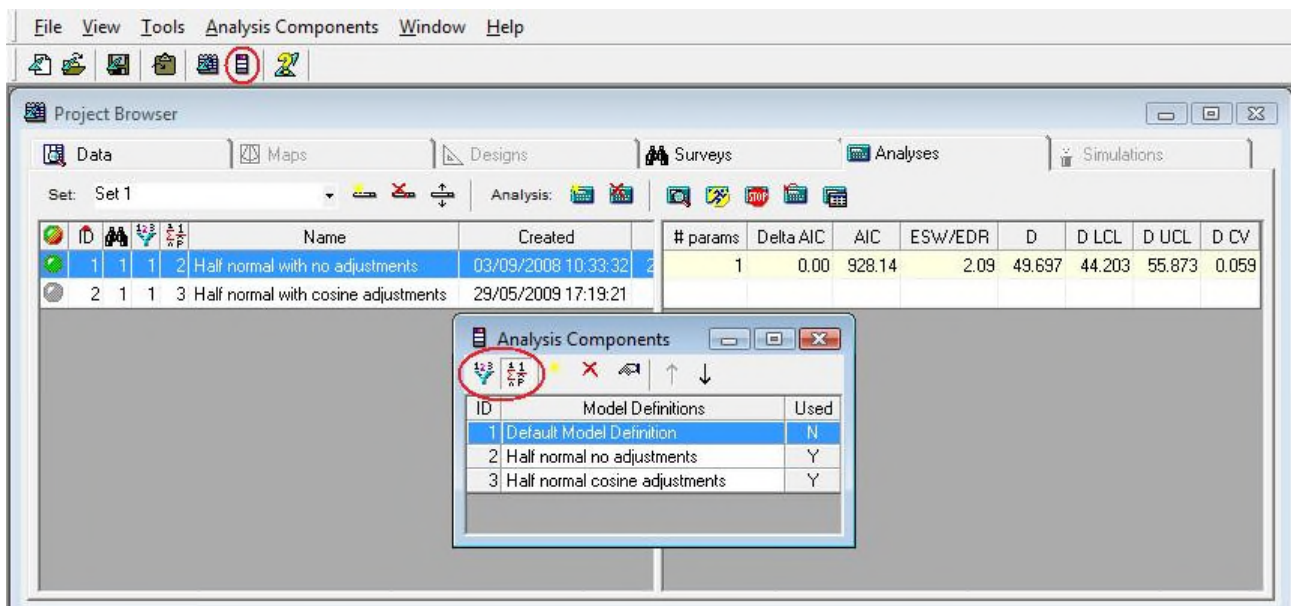 File View Tools Analysis Components Window Help
Project Browser
Data Maps Designs Surveys Analyses Simulations
Set: Set 1 Analysis: STOP
ID Name Created # params Delta AIC AIC ESW/EDR D D LCL D UCL D CV
1 1 1 2 Half normal with no adjustments 03/09/2008 10:33:32 2 1 0.00 928.14 2.09 49.697 44.203 55.873 0.059
2 1 1 3 Half normal with cosine adjustments 29/05/2009 17:19:21
Analysis Components
ID Model Definitions Used
1 Default Model Definition N
2 Half normal no adjustments Y
3 Half normal cosine adjustments Y